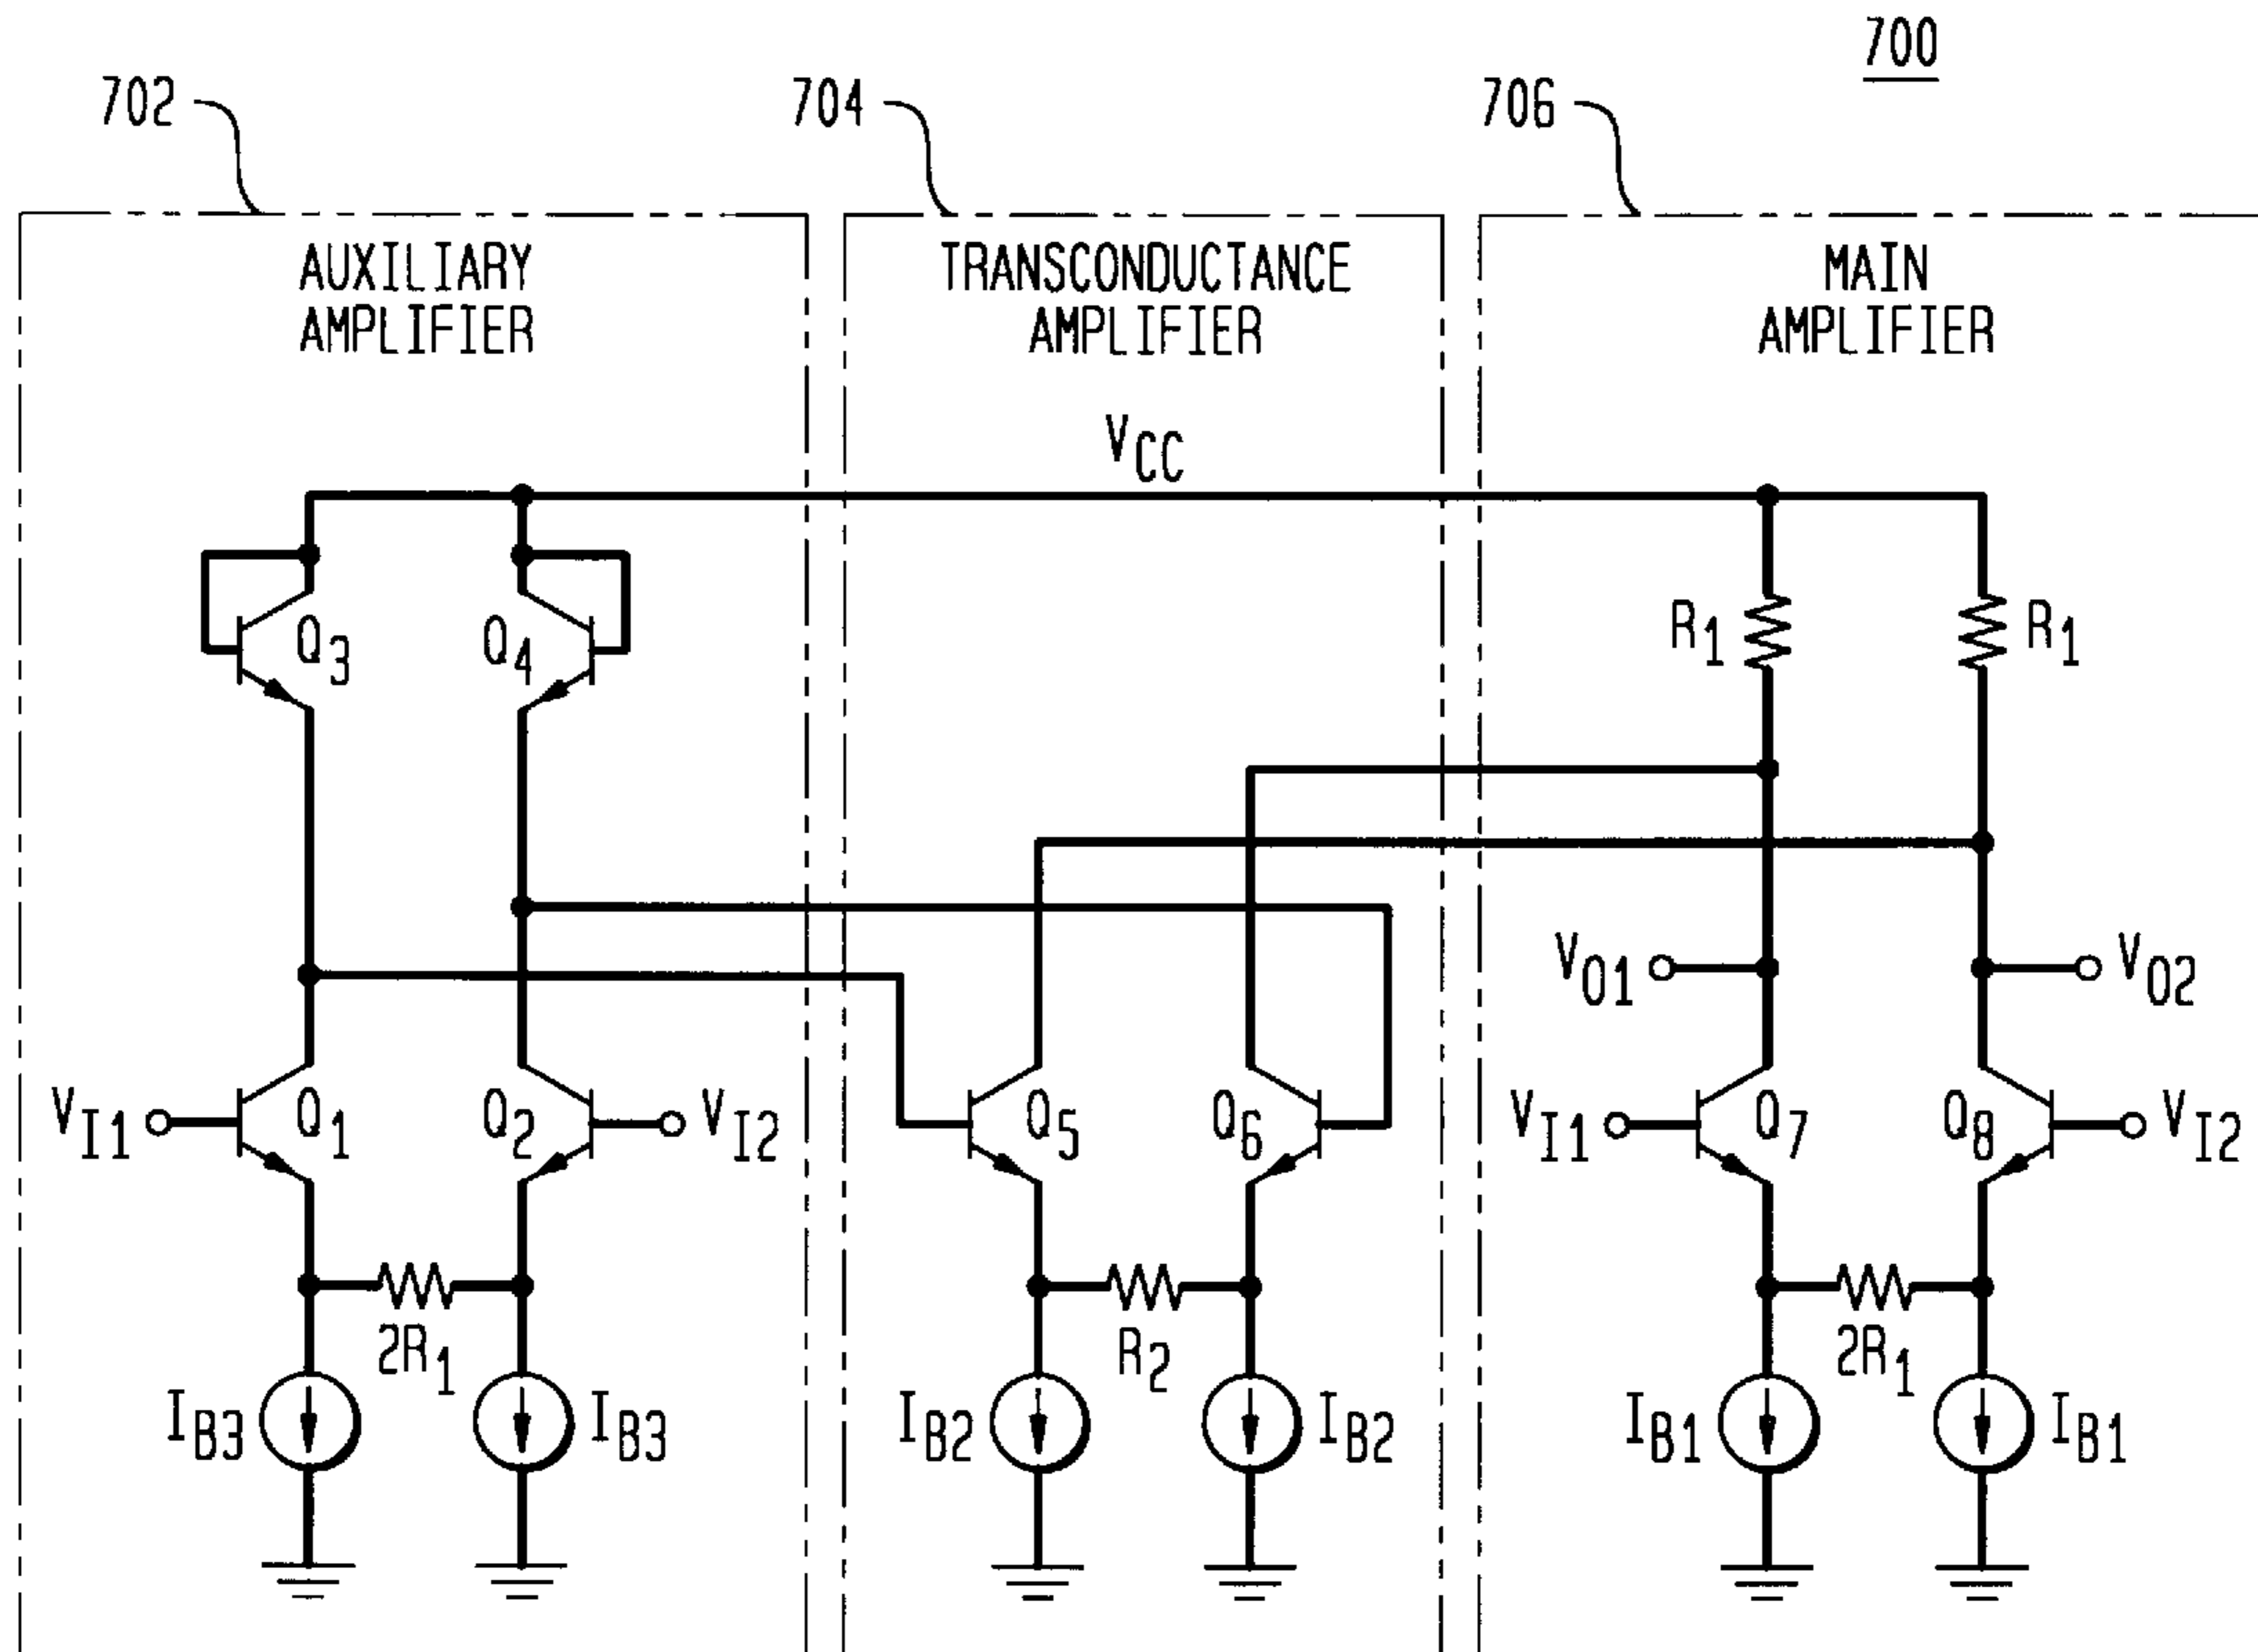 700
702
704
706
AUXILIARY
AMPLIFIER
TRANSCONDUCTANCE
AMPLIFIER
MAIN
AMPLIFIER
VCC
Q3
Q4
R1
R1
VO1
VO2
VI1
Q1
Q2
VI2
Q5
Q6
VI1
Q7
Q8
VI2
2R1
R2
2R1
IB3
IB3
IB2
IB2
IB1
IB1